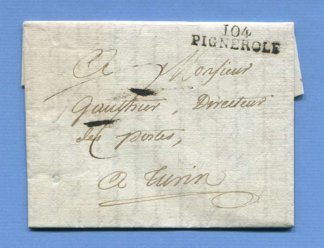 104
PIGNEROLE
A Monsieur
Gauthier, Directeur
des postes,
a Turin